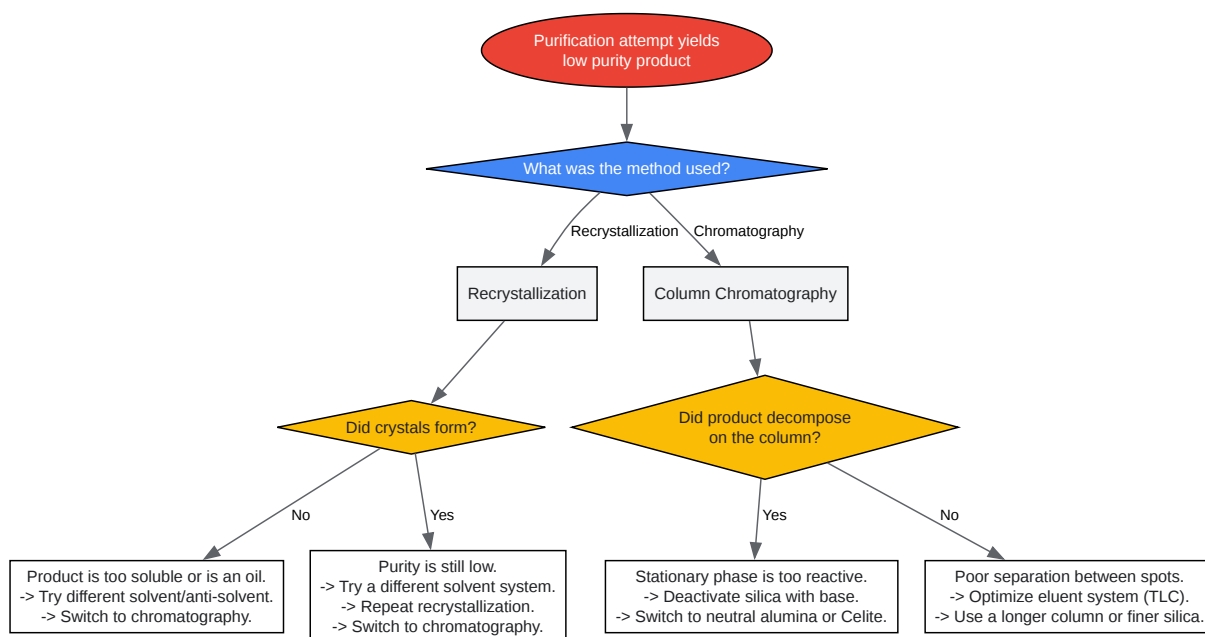 Purification attempt yields
low purity product
What was the method used?
Recrystallization
Chromatography
Recrystallization
Column Chromatography
Did crystals form?
Did product decompose
on the column?
No
Yes
Yes
No
Product is too soluble or is an oil.
-> Try different solvent/anti-solvent.
-> Switch to chromatography.
Purity is still low.
-> Try a different solvent system.
-> Repeat recrystallization.
-> Switch to chromatography.
Stationary phase is too reactive.
-> Deactivate silica with base.
-> Switch to neutral alumina or Celite.
Poor separation between spots.
-> Optimize eluent system (TLC).
-> Use a longer column or finer silica.